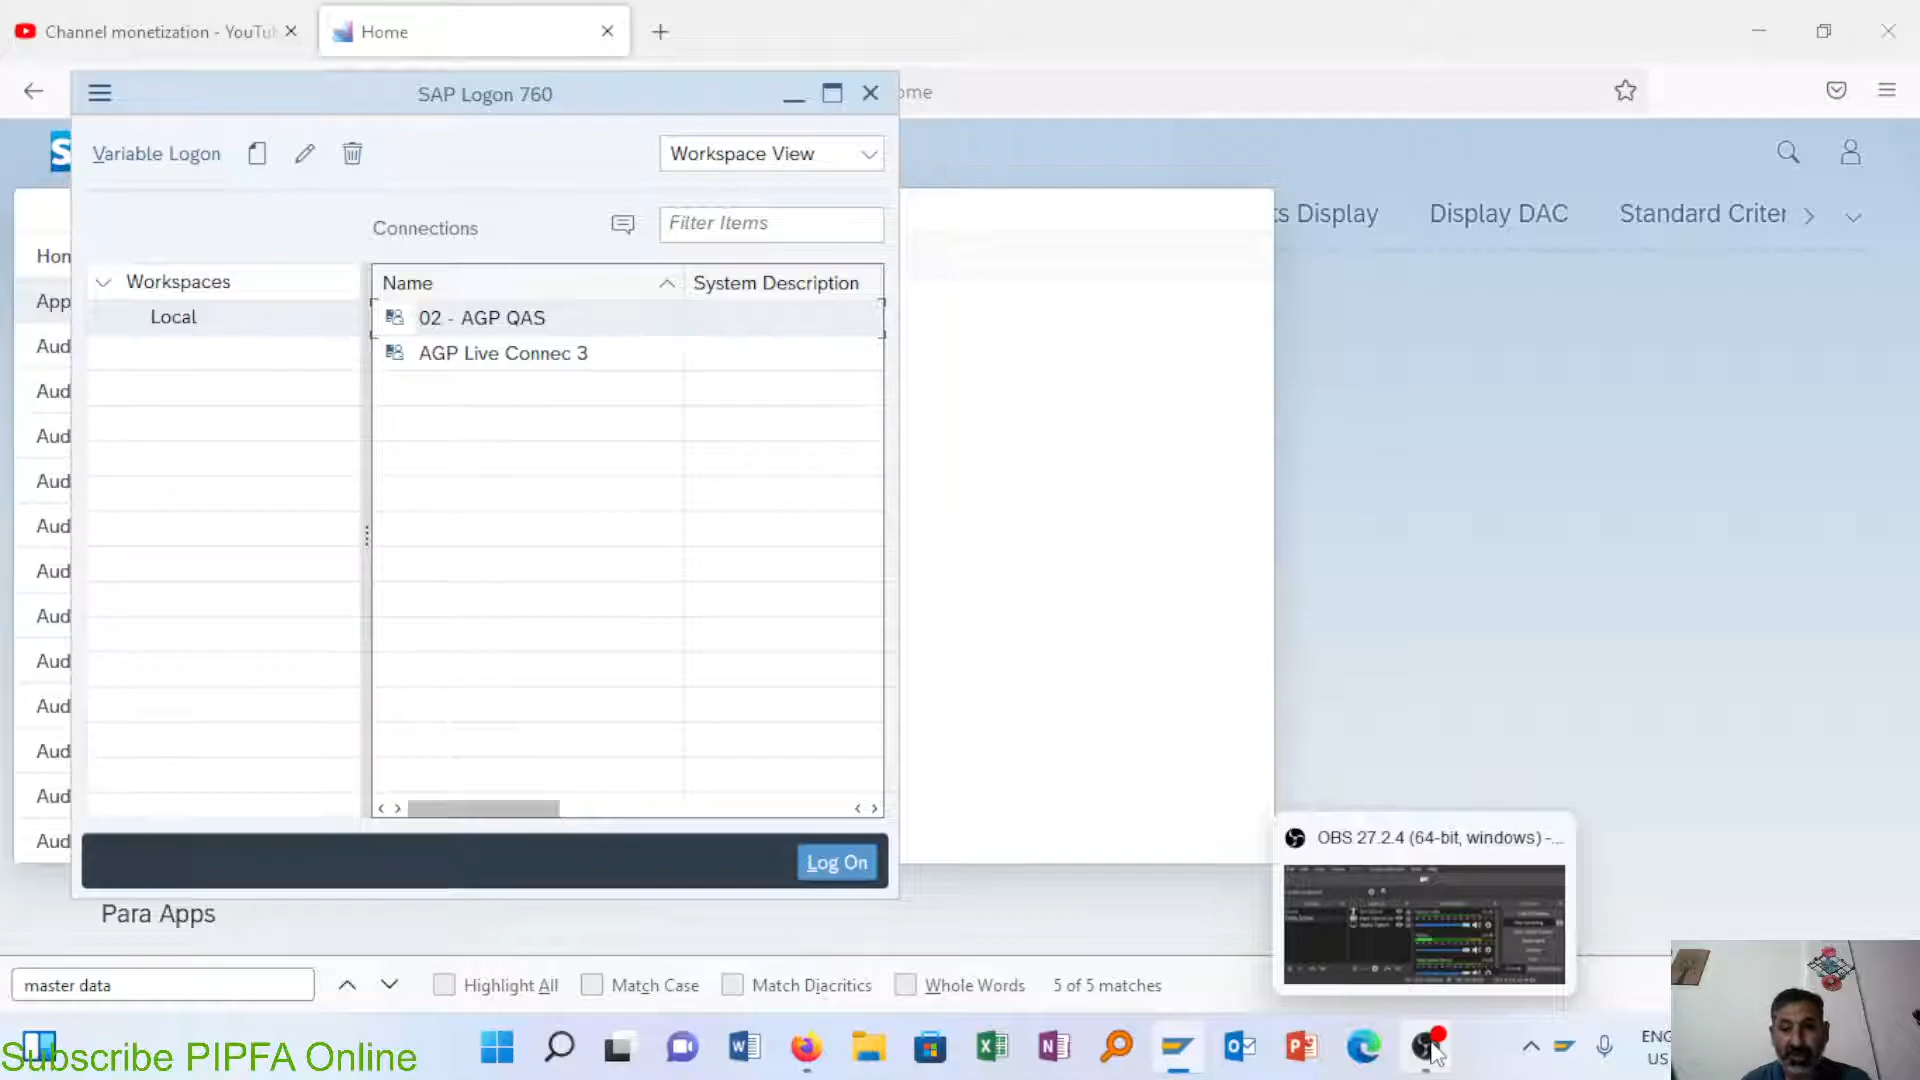 Channel monetization - YouTu
Home
SAP Logon 760
ome
Variable Logon
Workspace View
S
ks Display
Display DAC
Standard Criter
Connections
Filter Items
Hon
App
Aud
Aud
Aud
Aud
Aud
Aud
Aud
Aud
Aud
Aud
Aud
Aud
Workspaces
Local
Name
System Description
02 - AGP QAS
AGP Live Connec 3
Log On
OBS 27.2.4 (64-bit, windows) -...
Para Apps
master data
Highlight All
Match Case
Match Diacritics
Whole Words
5 of 5 matches
ENG
US
Subscribe PIPFA Online